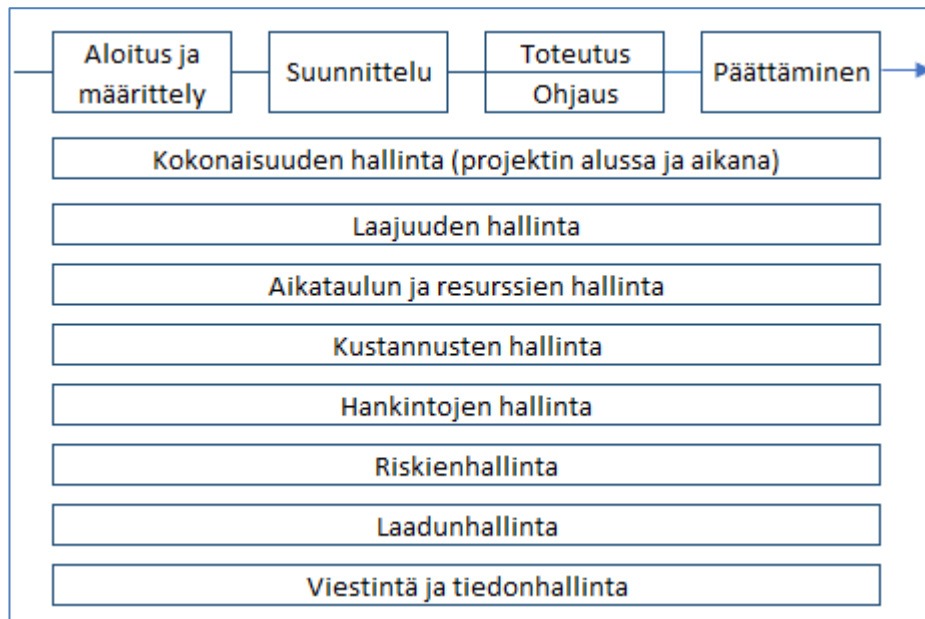 Aloitus ja
määrittely
Suunnittelu
Toteutus
Ohjaus
Päättäminen
Kokonaisuuden hallinta (projektin alussa ja aikana)
Laajuuden hallinta
Aikataulun ja resurssien hallinta
Kustannusten hallinta
Hankintojen hallinta
Riskienhallinta
Laadunhallinta
Viestintä ja tiedonhallinta